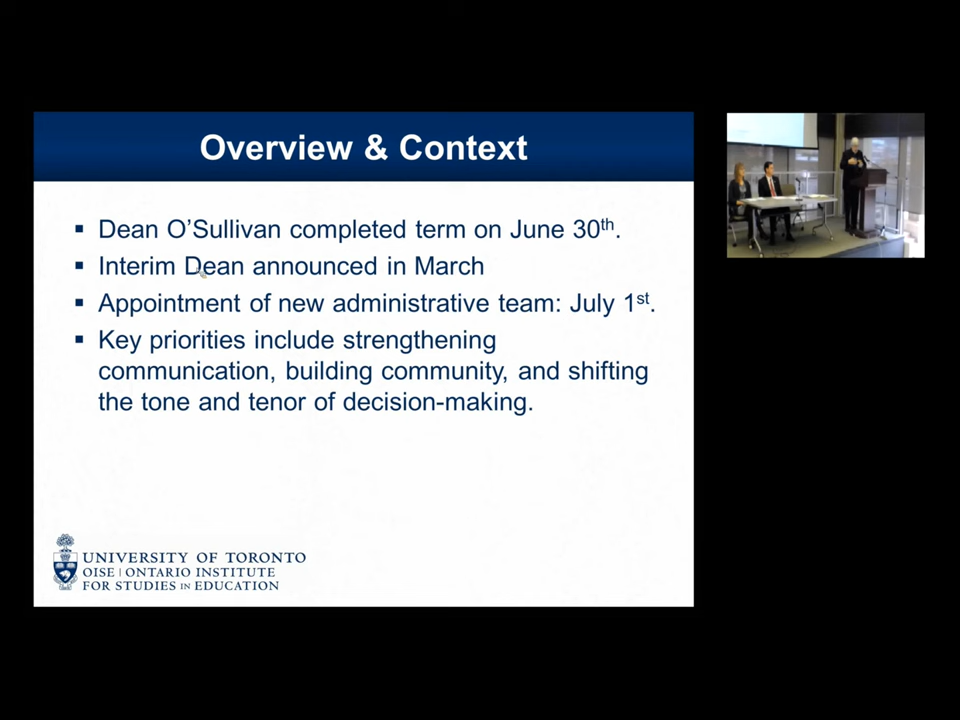 Overview & Context
▪ Dean O’Sullivan completed term on June 30th.
▪ Interim Dean announced in March
▪ Appointment of new administrative team: July 1st.
▪ Key priorities include strengthening
communication, building community, and shifting
the tone and tenor of decision-making.
UNIVERSITY OF TORONTO
OISE | ONTARIO INSTITUTE
FOR STUDIES IN EDUCATION